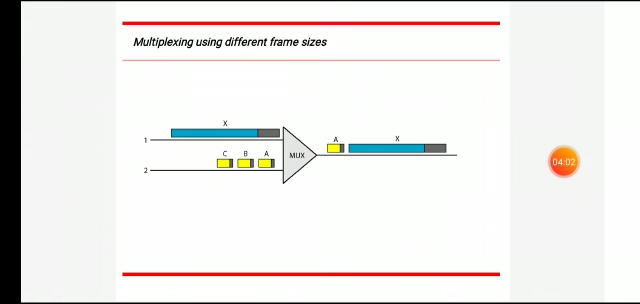 Multiplexing using different frame sizes
X
1
C B A
2
MUX
A X
04:02